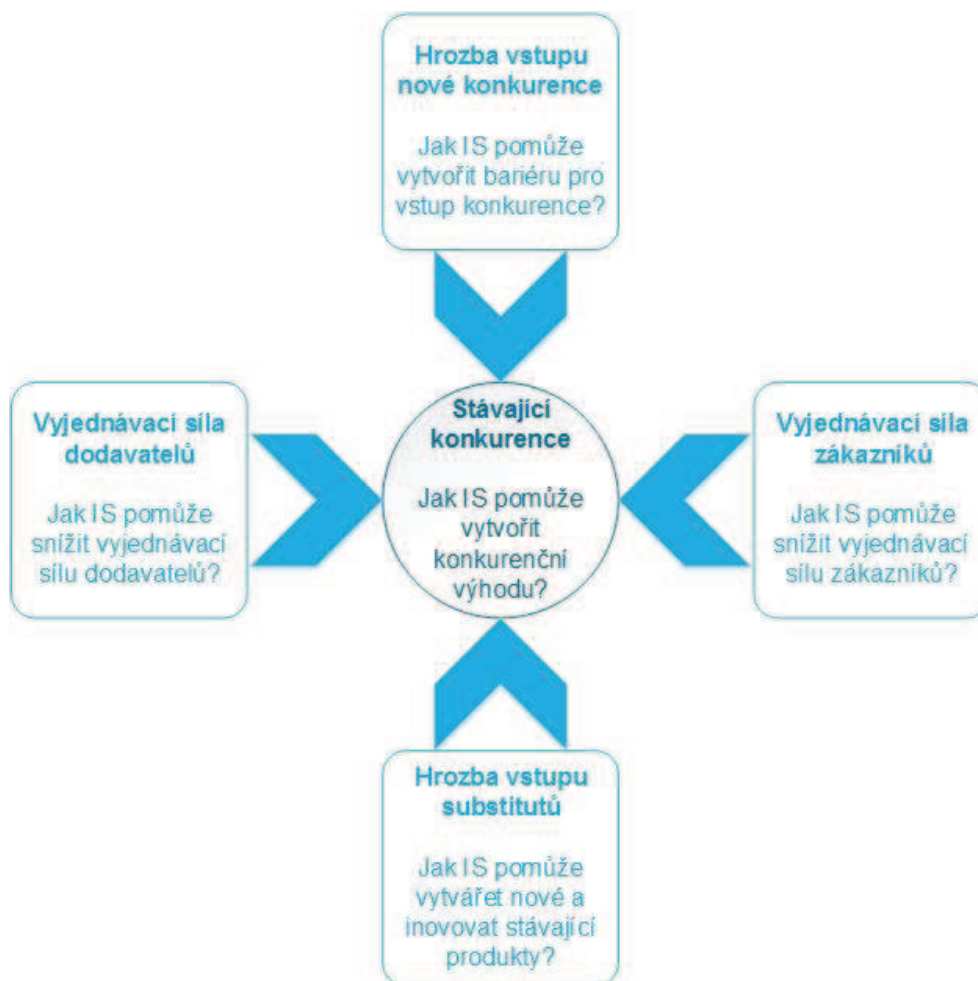 Hrozba vstupu
nové konkurence
Jak IS pomůže
vytvořit bariéru pro
vstup konkurence?
Vyjednávací síla
dodavatelů
Jak IS pomůže
snížit vyjednávací
sílu dodavatelů?
Stávající
konkurence
Jak IS pomůže
vytvořit
konkurenční
výhodu?
Vyjednávací síla
zákazníků
Jak IS pomůže
snížit vyjednávací
sílu zákazníků?
Hrozba vstupu
substitutů
Jak IS pomůže
vytvářet nové a
inovovat stávající
produkty?